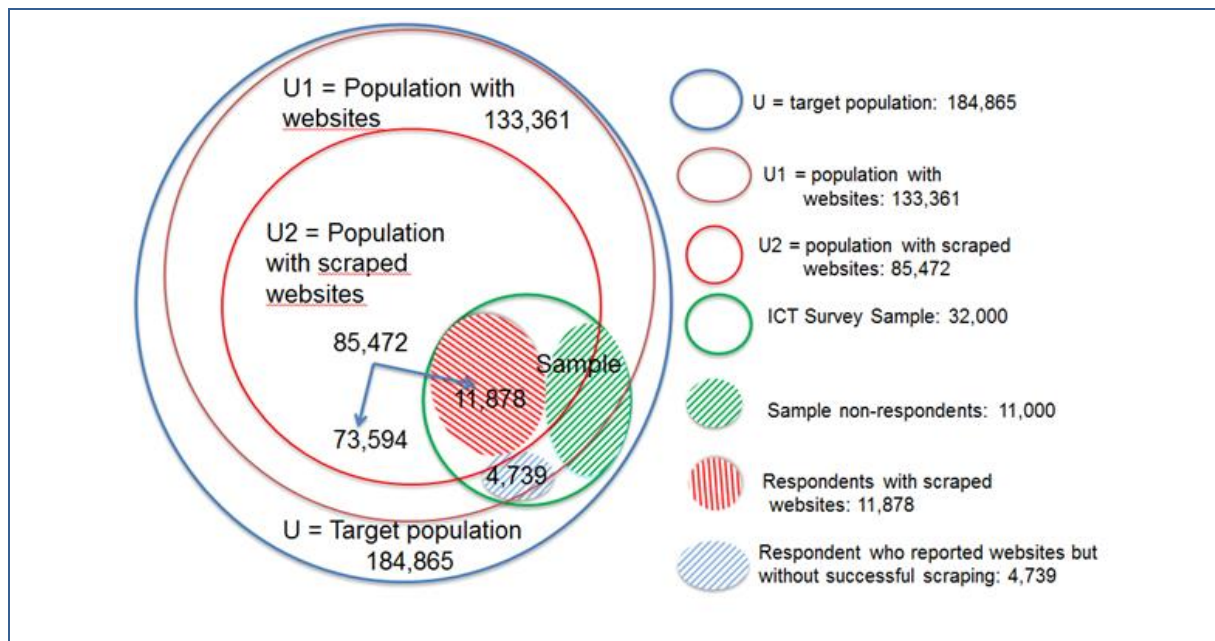 U1 = Population with
websites 133,361
U2 = Population
with scraped
websites
85,472
Sample
11,878
73,594
4,739
U = Target population
184,865
U = target population: 184,865
U1 = population with
websites: 133,361
U2 = population with scraped
websites: 85,472
ICT Survey Sample: 32,000
Sample non-respondents: 11,000
Respondents with scraped
websites: 11,878
Respondent who reported websites but
without successful scraping: 4,739